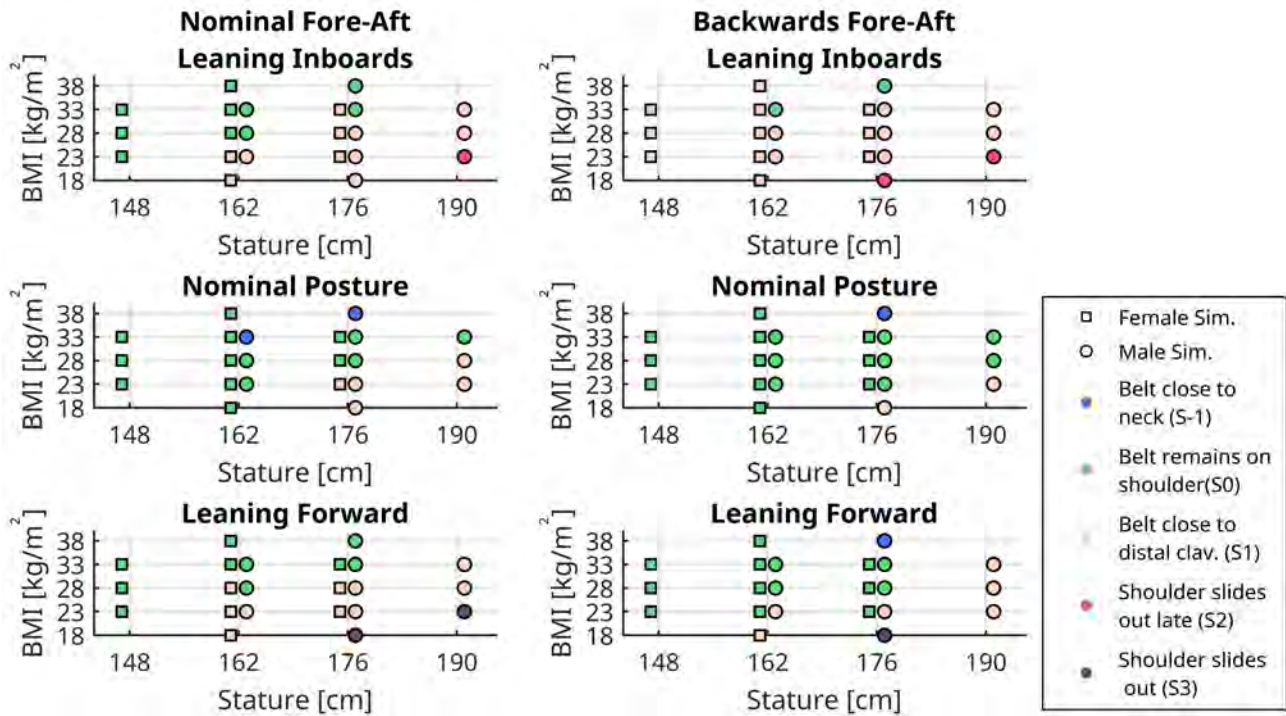 Nominal Fore-Aft
Leaning Inboards
BMI [kg/m²]
38
33
28
23
18
148
162
176
190
Stature [cm]
Backwards Fore-Aft
Leaning Inboards
BMI [kg/m²]
38
33
28
23
18
148
162
176
190
Stature [cm]
Nominal Posture
BMI [kg/m²]
38
33
28
23
18
148
162
176
190
Stature [cm]
Nominal Posture
BMI [kg/m²]
38
33
28
23
18
148
162
176
190
Stature [cm]
Leaning Forward
BMI [kg/m²]
38
33
28
23
18
148
162
176
190
Stature [cm]
Leaning Forward
BMI [kg/m²]
38
33
28
23
18
148
162
176
190
Stature [cm]
Female Sim.
Male Sim.
Belt close to
neck (S-1)
Belt remains on
shoulder(S0)
Belt close to
distal clav. (S1)
Shoulder slides
out late (S2)
Shoulder slides
out (S3)